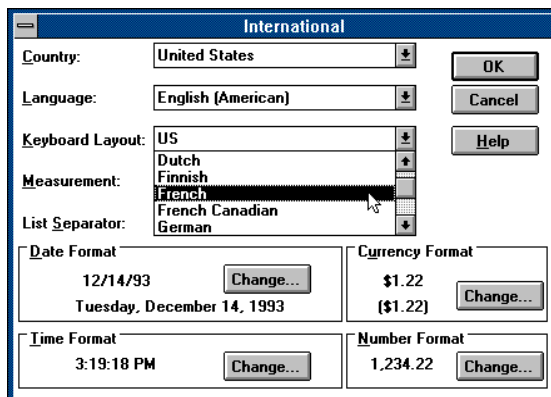 International
Country: United States OK
Language: English (American) Cancel
Keyboard Layout: US Help
Dutch
Measurement: Finnish
French
French Canadian
List Separator: German
Date Format Currency Format
12/14/93 Change... $1.22 Change...
Tuesday, December 14, 1993 ($1.22)
Time Format Number Format
3:19:18 PM Change... 1,234.22 Change...